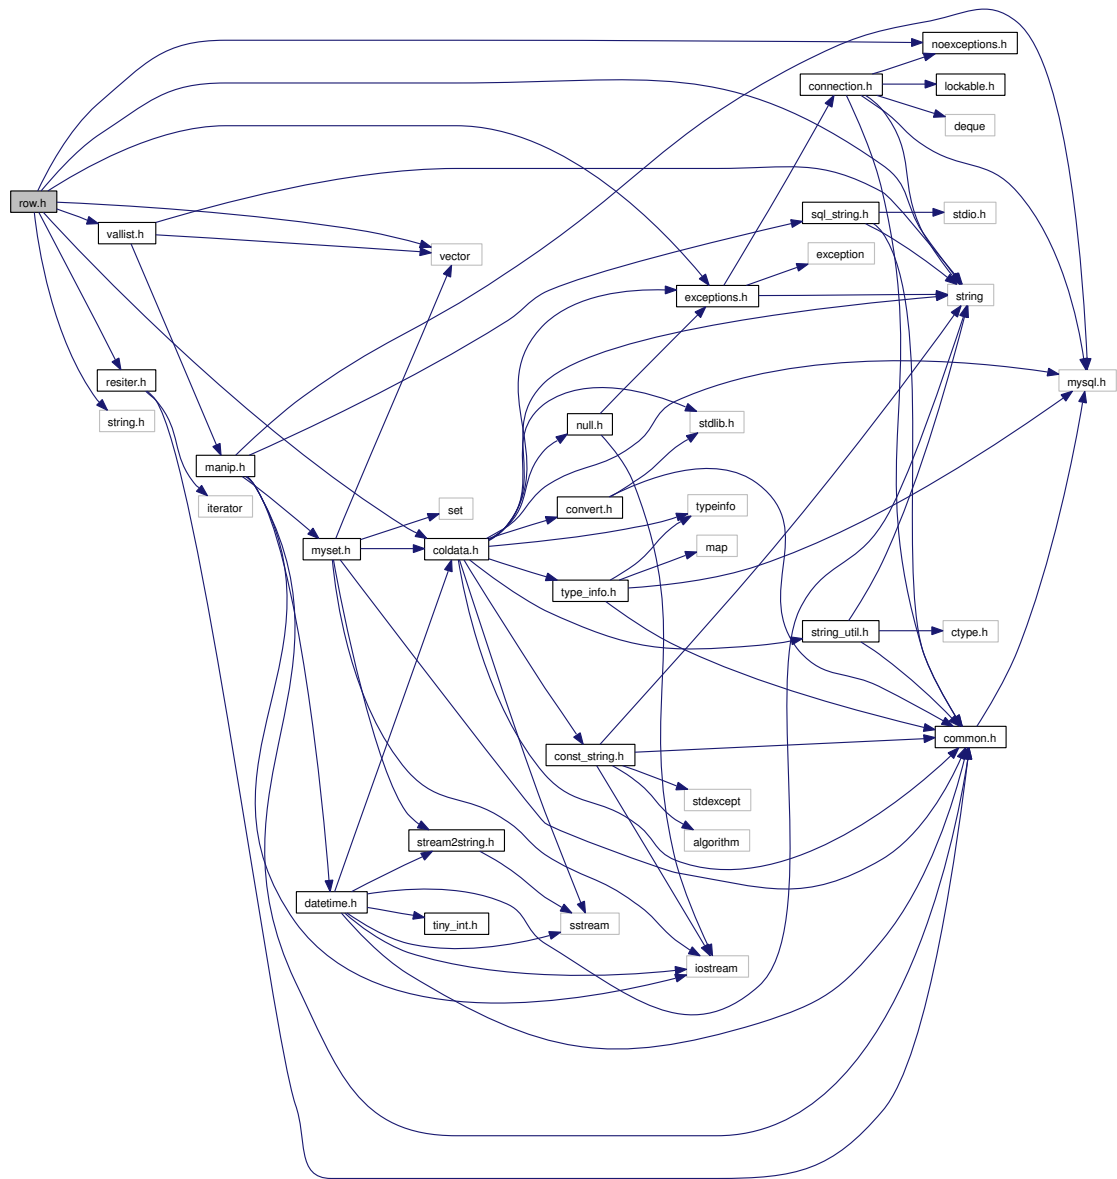 noexceptions.h
connection.h
lockable.h
deque
row.h
sql_string.h
stdio.h
vallist.h
vector
exception
exceptions.h
string
resiter.h
mysql.h
string.h
null.h
stdlib.h
manip.h
iterator
set
convert.h
typeinfo
myset.h
coldata.h
map
type_info.h
string_util.h
ctype.h
common.h
const_string.h
stdexcept
stream2string.h
algorithm
datetime.h
tiny_int.h
sstream
iostream